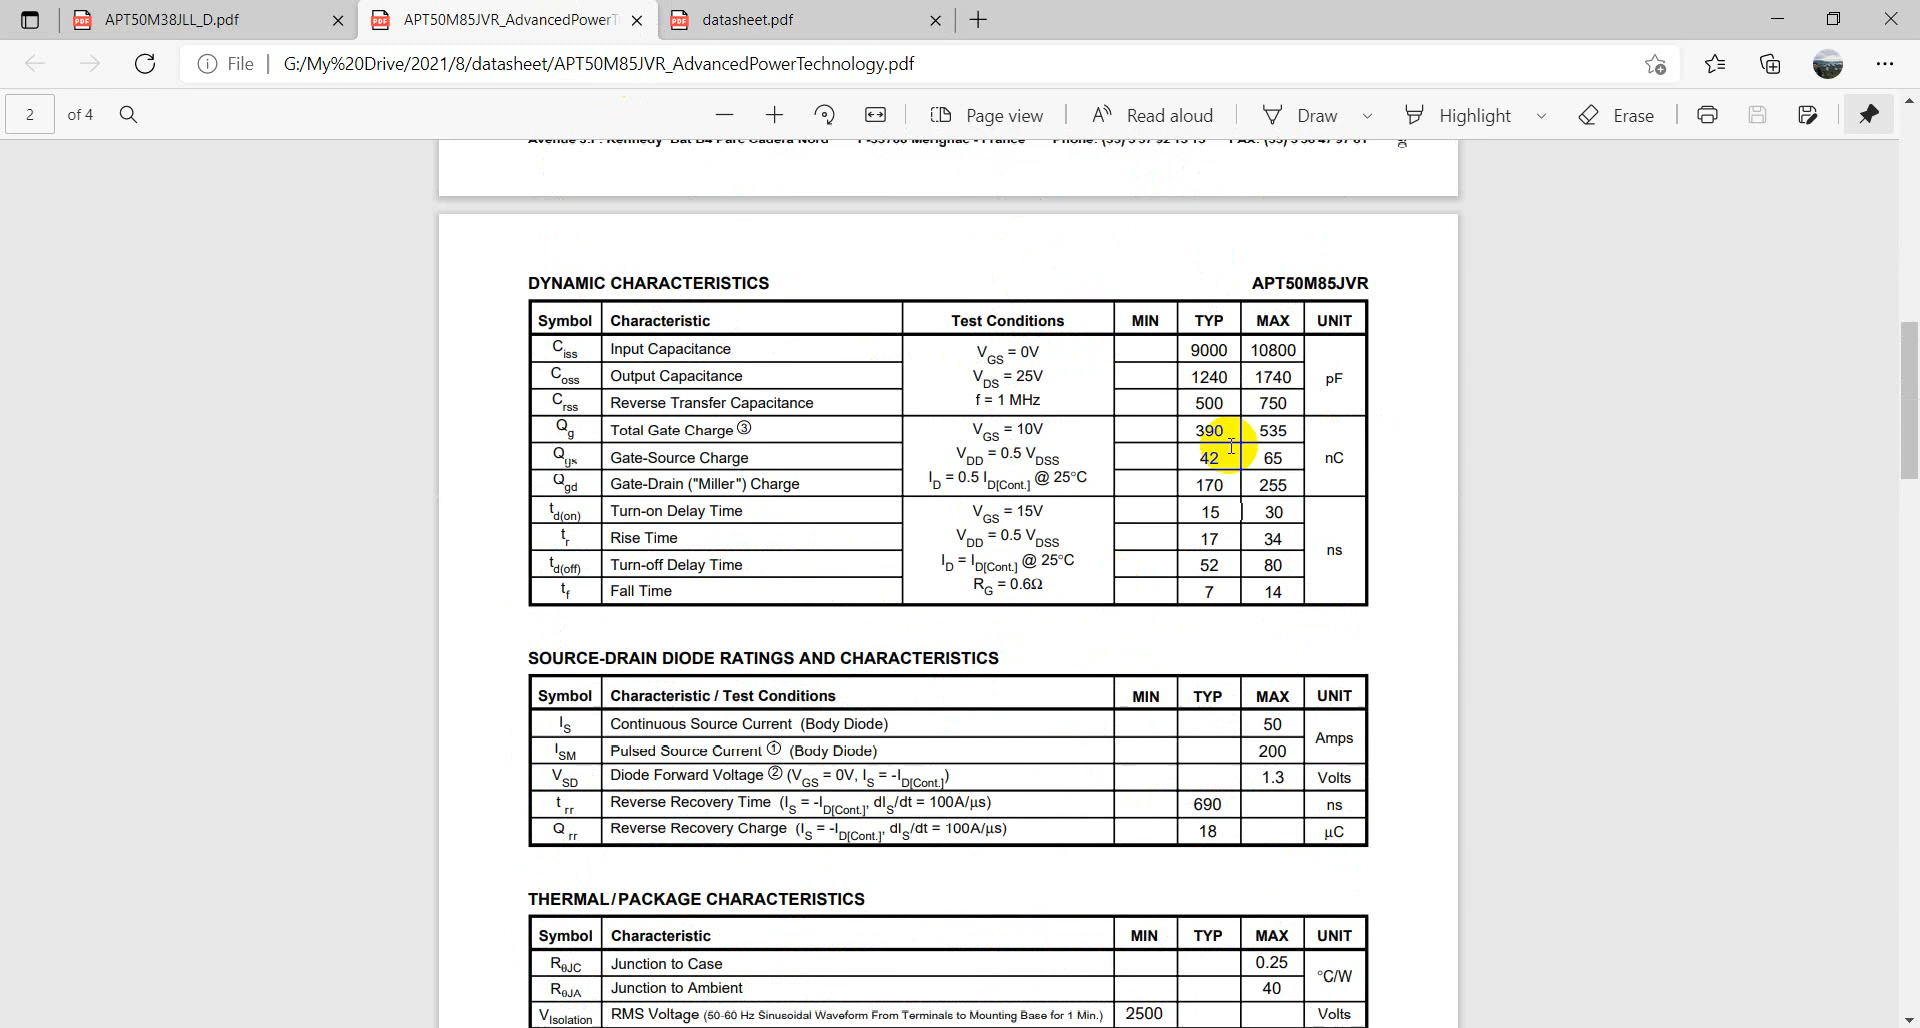 APT50M38JLL_D.pdf
APT50M85JVR_AdvancedPowerT
datasheet.pdf
File
G:/My%20Drive/2021/8/datasheet/APT50M85JVR_AdvancedPowerTechnology.pdf
2 of 4
Page view
Read aloud
Draw
Highlight
Erase
DYNAMIC CHARACTERISTICS APT50M85JVR
Symbol Characteristic Test Conditions MIN TYP MAX UNIT
Ciss Input Capacitance VGS = 0V 9000 10800
Coss Output Capacitance VDS = 25V 1240 1740 pF
Crss Reverse Transfer Capacitance f = 1 MHz 500 750
Qg Total Gate Charge ③ VGS = 10V 390 535
Qgs Gate-Source Charge VDD = 0.5 VDSS 42 65 nC
Qgd Gate-Drain ("Miller") Charge ID = 0.5 ID[Cont.] @ 25°C 170 255
td(on) Turn-on Delay Time VGS = 15V 15 30
tr Rise Time VDD = 0.5 VDSS 17 34 ns
td(off) Turn-off Delay Time ID = ID[Cont.] @ 25°C 52 80
tf Fall Time RG = 0.6Ω 7 14
SOURCE-DRAIN DIODE RATINGS AND CHARACTERISTICS
Symbol Characteristic / Test Conditions MIN TYP MAX UNIT
IS Continuous Source Current (Body Diode) 50 Amps
ISM Pulsed Source Current ① (Body Diode) 200
VSD Diode Forward Voltage ② (VGS = 0V, IS = -ID[Cont.]) 1.3 Volts
trr Reverse Recovery Time (IS = -ID[Cont.], dlS/dt = 100A/µs) 690 ns
Qrr Reverse Recovery Charge (IS = -ID[Cont.], dlS/dt = 100A/µs) 18 µC
THERMAL/PACKAGE CHARACTERISTICS
Symbol Characteristic MIN TYP MAX UNIT
RθJC Junction to Case 0.25 °C/W
RθJA Junction to Ambient 40
VIsolation RMS Voltage (50-60 Hz Sinusoidal Waveform From Terminals to Mounting Base for 1 Min.) 2500 Volts